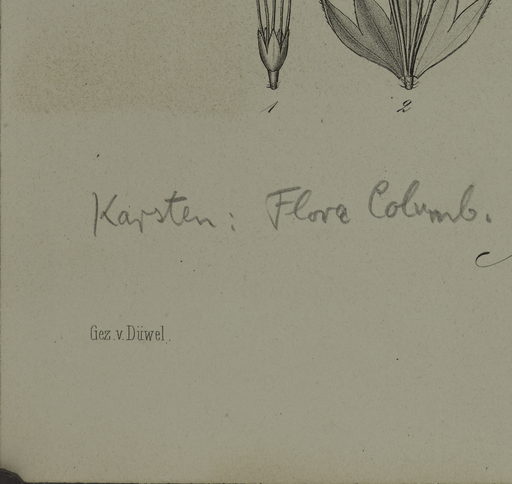 1 2
Karsten: Flora Columb.
Gez. v. Düwel.